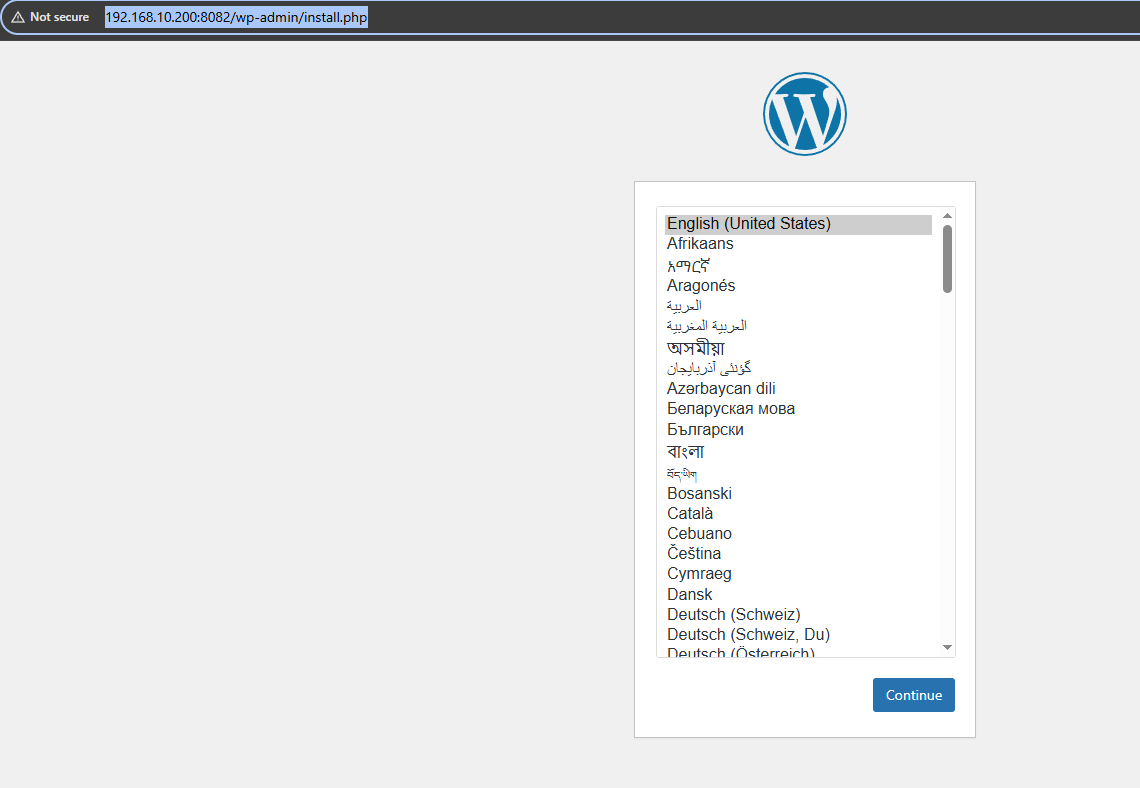 Not secure
192.168.10.200:8082/wp-admin/install.php
W
English (United States)
Afrikaans
አማርኛ
Aragonés
العربية
العربية المغربية
অসমীয়া
گؤنئی آذربایجان
Azərbaycan dili
Беларуская мова
Български
বাংলা
བོད་ཡིག
Bosanski
Català
Cebuano
Čeština
Cymraeg
Dansk
Deutsch (Schweiz)
Deutsch (Schweiz, Du)
Deutsch (Österreich)
Continue